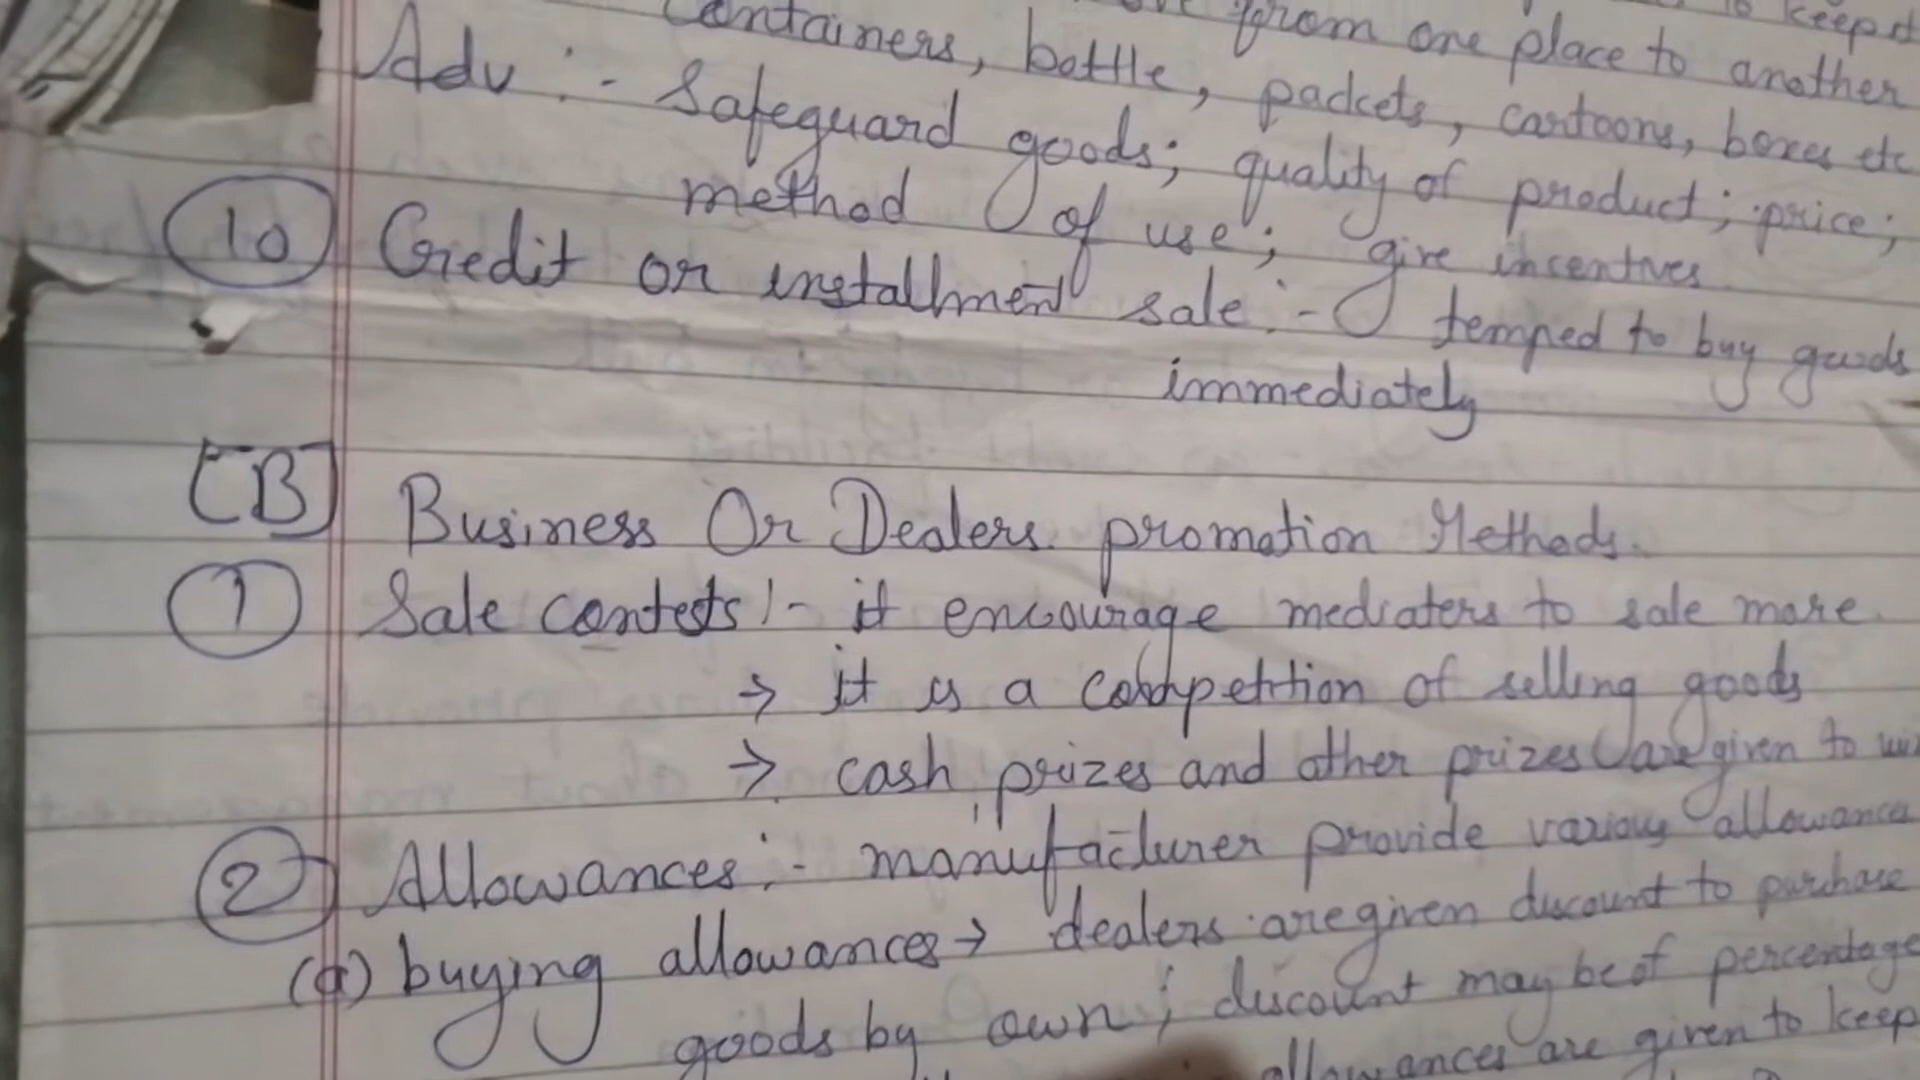 from one place to another
containers, bottle, packets, cartoons, boxes etc
Adv :- Safeguard goods; quality of product; price;
method of use; give incentives
10 Credit or installment sale :- temped to buy goods
immediately
[B] Business Or Dealers promotion Methods.
1 Sale contests :- it encourage mediaters to sale more
→ it is a competition of selling goods
→ cash prizes and other prizes are given to
2 Allowances :- manufacturer provide various allowance
(a) buying allowances → dealers are given discount to purchase
goods by own ; discount may be of percentage
allowances are given to keep